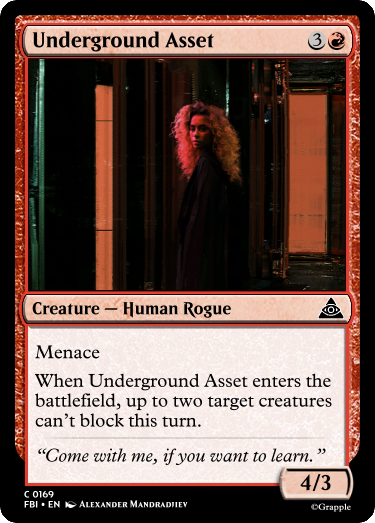 Underground Asset 3
Creature — Human Rogue
Menace
When Underground Asset enters the
battlefield, up to two target creatures
can't block this turn.
“Come with me, if you want to learn.”
4/3
C 0169
FBI • EN ALEXANDER MANDRADJIEV
©Grapple